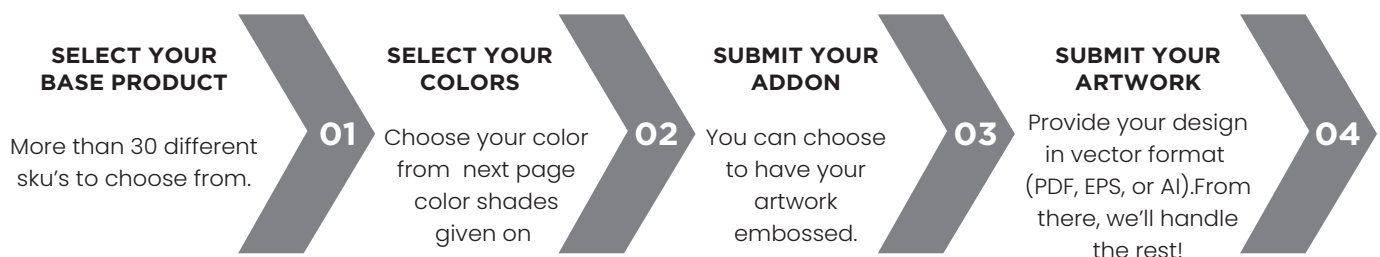 SELECT YOUR
BASE PRODUCT
More than 30 different
sku's to choose from.
01
SELECT YOUR
COLORS
Choose your color
from  next page
color shades
given on
02
SUBMIT YOUR
ADDON
You can choose
to have your
artwork
embossed.
03
SUBMIT YOUR
ARTWORK
Provide your design
in vector format
(PDF, EPS, or AI).From
there, we'll handle
the rest!
04